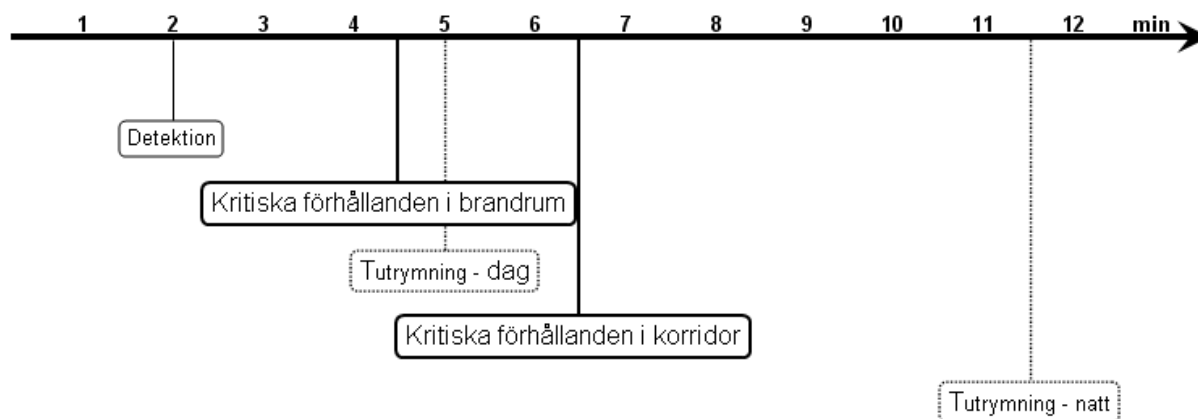 1 2 3 4 5 6 7 8 9 10 11 12 min
Detektion
Kritiska förhållanden i brandrum
Tutrymning - dag
Kritiska förhållanden i korridor
Tutrymning - natt